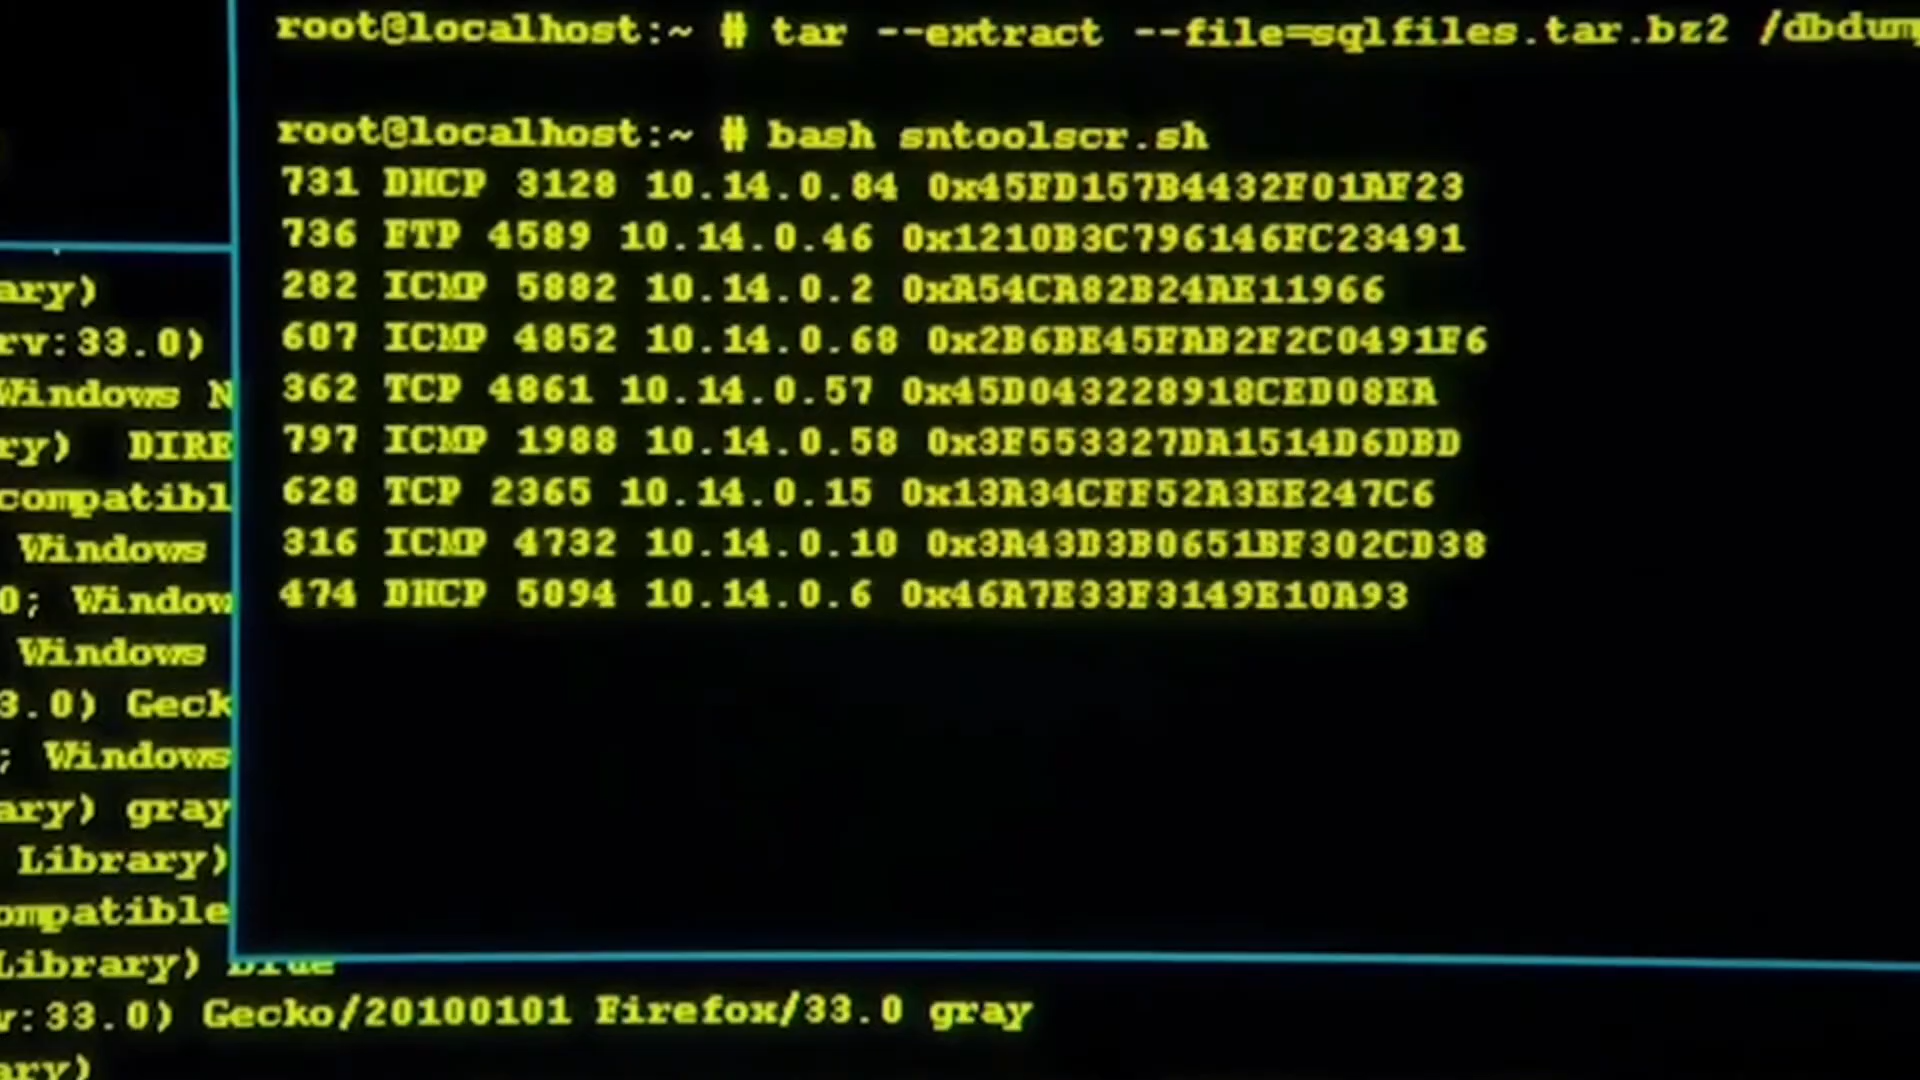 root@localhost:~ # tar --extract --file=sqlfiles.tar.bz2 /dbdump
root@localhost:~ # bash sntoolscr.sh
731 DHCP 3128 10.14.0.84 0x45FD157B4432F01AF23
736 FTP 4589 10.14.0.46 0x1210B3C796146FC23491
282 ICMP 5882 10.14.0.2 0xA54CA82B24AE11966
607 ICMP 4852 10.14.0.68 0x2B6BE45FAB2F2C0491F6
362 TCP 4861 10.14.0.57 0x45D043228918CED08EA
797 ICMP 1988 10.14.0.58 0x3F553327DA1514D6DBD
628 TCP 2365 10.14.0.15 0x13A34CFF52A3EE247C6
316 ICMP 4732 10.14.0.10 0x3A43D3B0651BF302CD38
474 DHCP 5094 10.14.0.6 0x46A7E33F3149E10A93
ary)
rv:33.0)
Windows N
ry) DIRE
compatibl
Windows
0; Window
Windows
3.0) Geck
; Windows
ary) gray
Library)
ompatible
Library) blue
v:33.0) Gecko/20100101 Firefox/33.0 gray
ary)